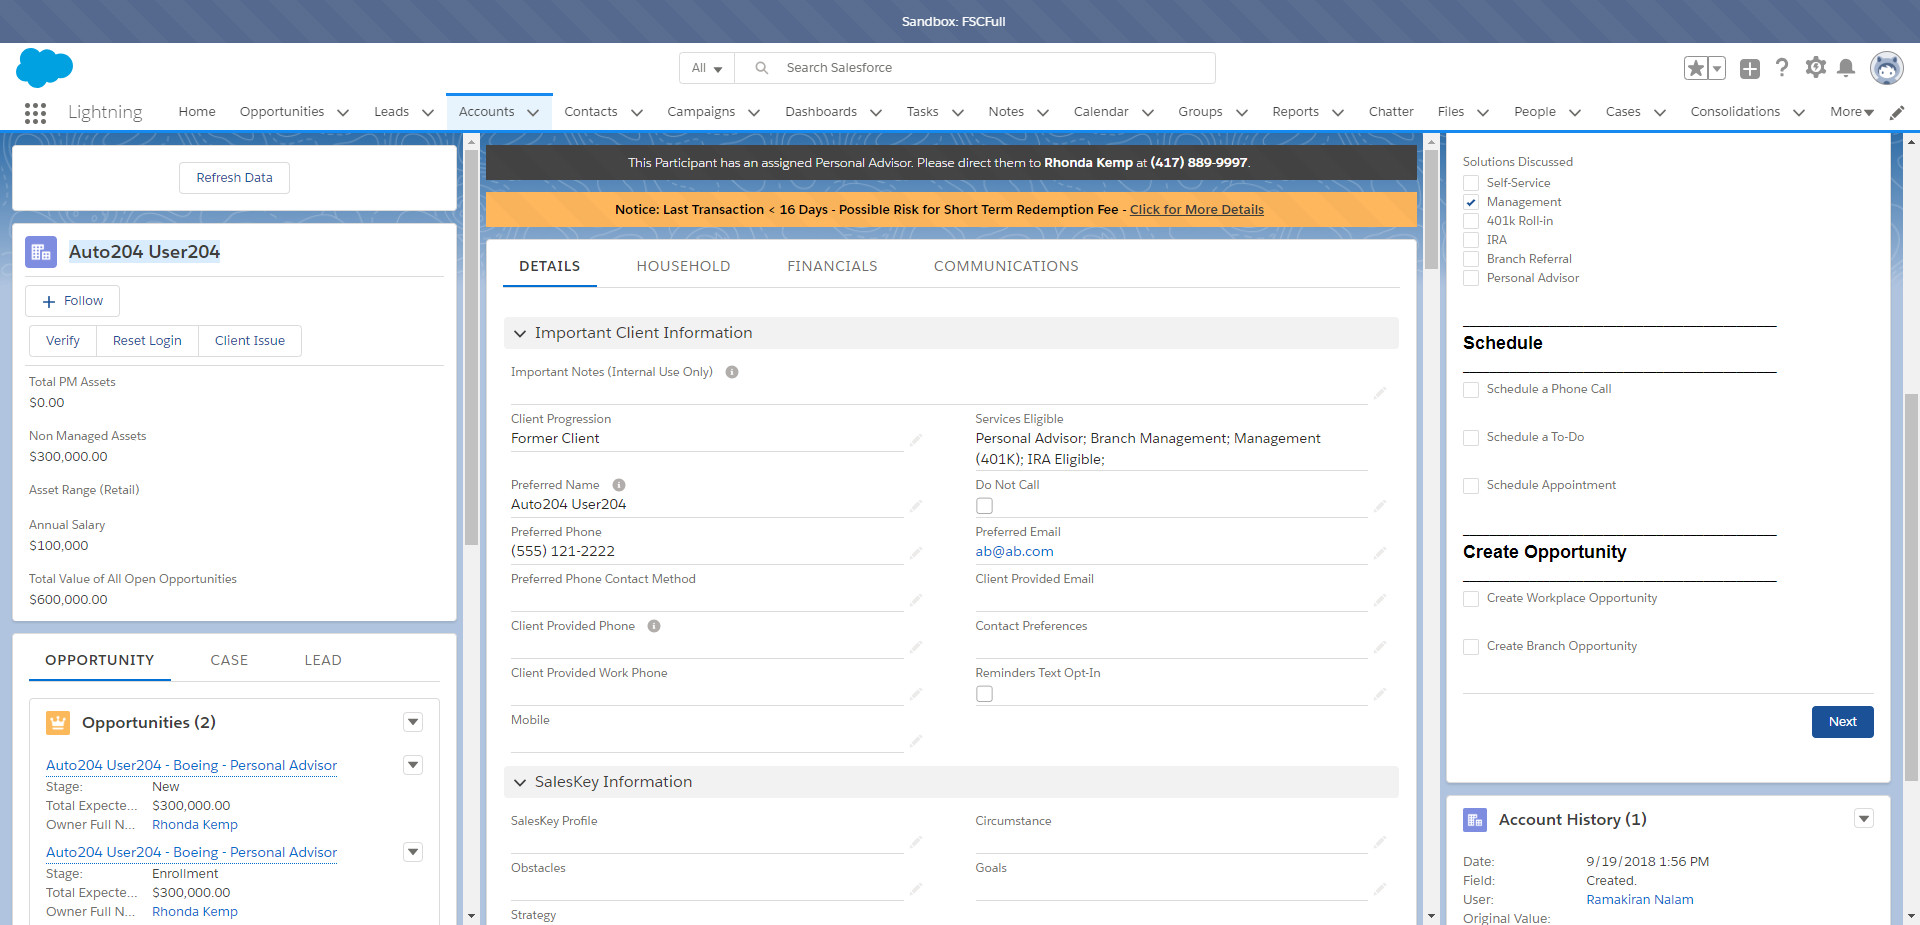 Sandbox: FSCFull
All
Search Salesforce
Lightning
Home
Opportunities
Leads
Accounts
Contacts
Campaigns
Dashboards
Tasks
Notes
Calendar
Groups
Reports
Chatter
Files
People
Cases
Consolidations
More
Refresh Data
Auto204 User204
Follow
Verify
Reset Login
Client Issue
Total PM Assets
$0.00
Non Managed Assets
$300,000.00
Asset Range (Retail)
Annual Salary
$100,000
Total Value of All Open Opportunities
$600,000.00
OPPORTUNITY
CASE
LEAD
Opportunities (2)
Auto204 User204 - Boeing - Personal Advisor
Stage: New
Total Expecte... $300,000.00
Owner Full N... Rhonda Kemp
Auto204 User204 - Boeing - Personal Advisor
Stage: Enrollment
Total Expecte... $300,000.00
Owner Full N... Rhonda Kemp
This Participant has an assigned Personal Advisor. Please direct them to Rhonda Kemp at (417) 889-9997.
Notice: Last Transaction < 16 Days - Possible Risk for Short Term Redemption Fee - Click for More Details
DETAILS
HOUSEHOLD
FINANCIALS
COMMUNICATIONS
Important Client Information
Important Notes (Internal Use Only)
Client Progression
Former Client
Services Eligible
Personal Advisor; Branch Management; Management
(401K); IRA Eligible;
Preferred Name
Auto204 User204
Do Not Call
Preferred Phone
(555) 121-2222
Preferred Email
ab@ab.com
Preferred Phone Contact Method
Client Provided Email
Client Provided Phone
Contact Preferences
Client Provided Work Phone
Reminders Text Opt-In
Mobile
SalesKey Information
SalesKey Profile
Circumstance
Obstacles
Goals
Strategy
Solutions Discussed
Self-Service
Management
401k Roll-in
IRA
Branch Referral
Personal Advisor
Schedule
Schedule a Phone Call
Schedule a To-Do
Schedule Appointment
Create Opportunity
Create Workplace Opportunity
Create Branch Opportunity
Next
Account History (1)
Date: 9/19/2018 1:56 PM
Field: Created.
User: Ramakiran Nalam
Original Value: